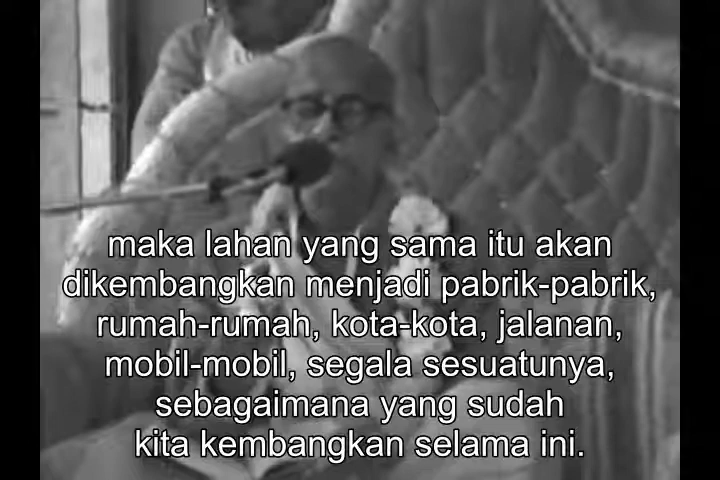 maka lahan yang sama itu akan
dikembangkan menjadi pabrik-pabrik,
rumah-rumah, kota-kota, jalanan,
mobil-mobil, segala sesuatunya,
sebagaimana yang sudah
kita kembangkan selama ini.